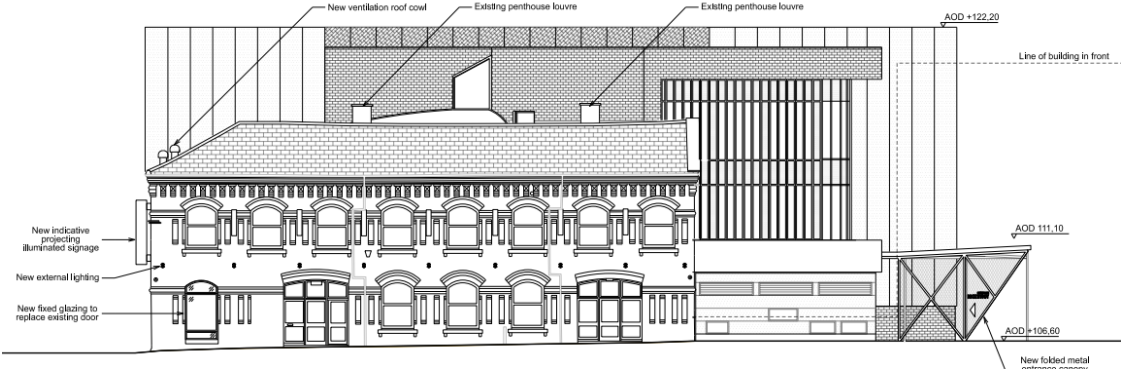 New ventilation roof cowl
Existing penthouse louvre
Existing penthouse louvre
AOD +122,20
Line of building in front
New indicative
projecting
illuminated signage
AOD 111,10
New external lighting
New fixed glazing to
replace existing door
AOD +106,60
New folded metal
entrance canopy